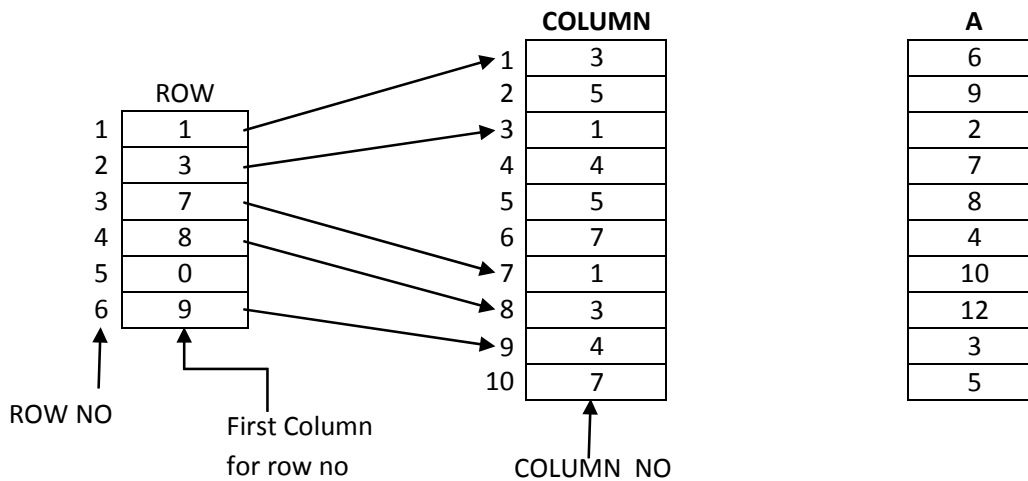 COLUMN A
1 3 6
2 5 9
ROW
1 1 3 1 2
2 3 4 4 7
3 7 5 5 8
4 8 6 7 4
5 0 7 1 10
6 9 8 3 12
9 4 3
10 7 5
ROW NO
First Column
for row no
COLUMN NO